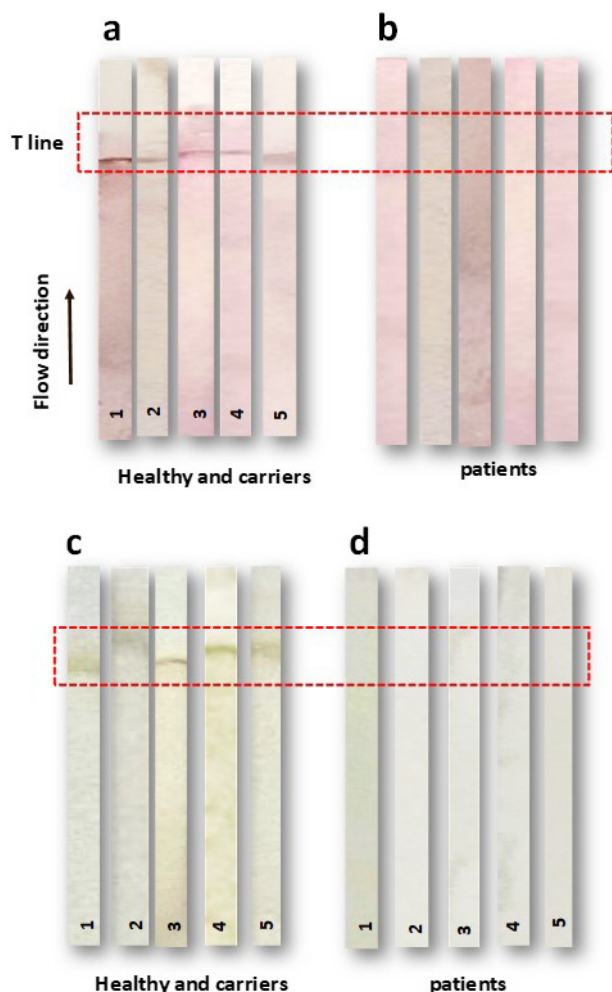 a
b
T line
Flow direction
1 2 3 4 5
Healthy and carriers
patients
c
d
1 2 3 4 5
1 2 3 4 5
Healthy and carriers
patients